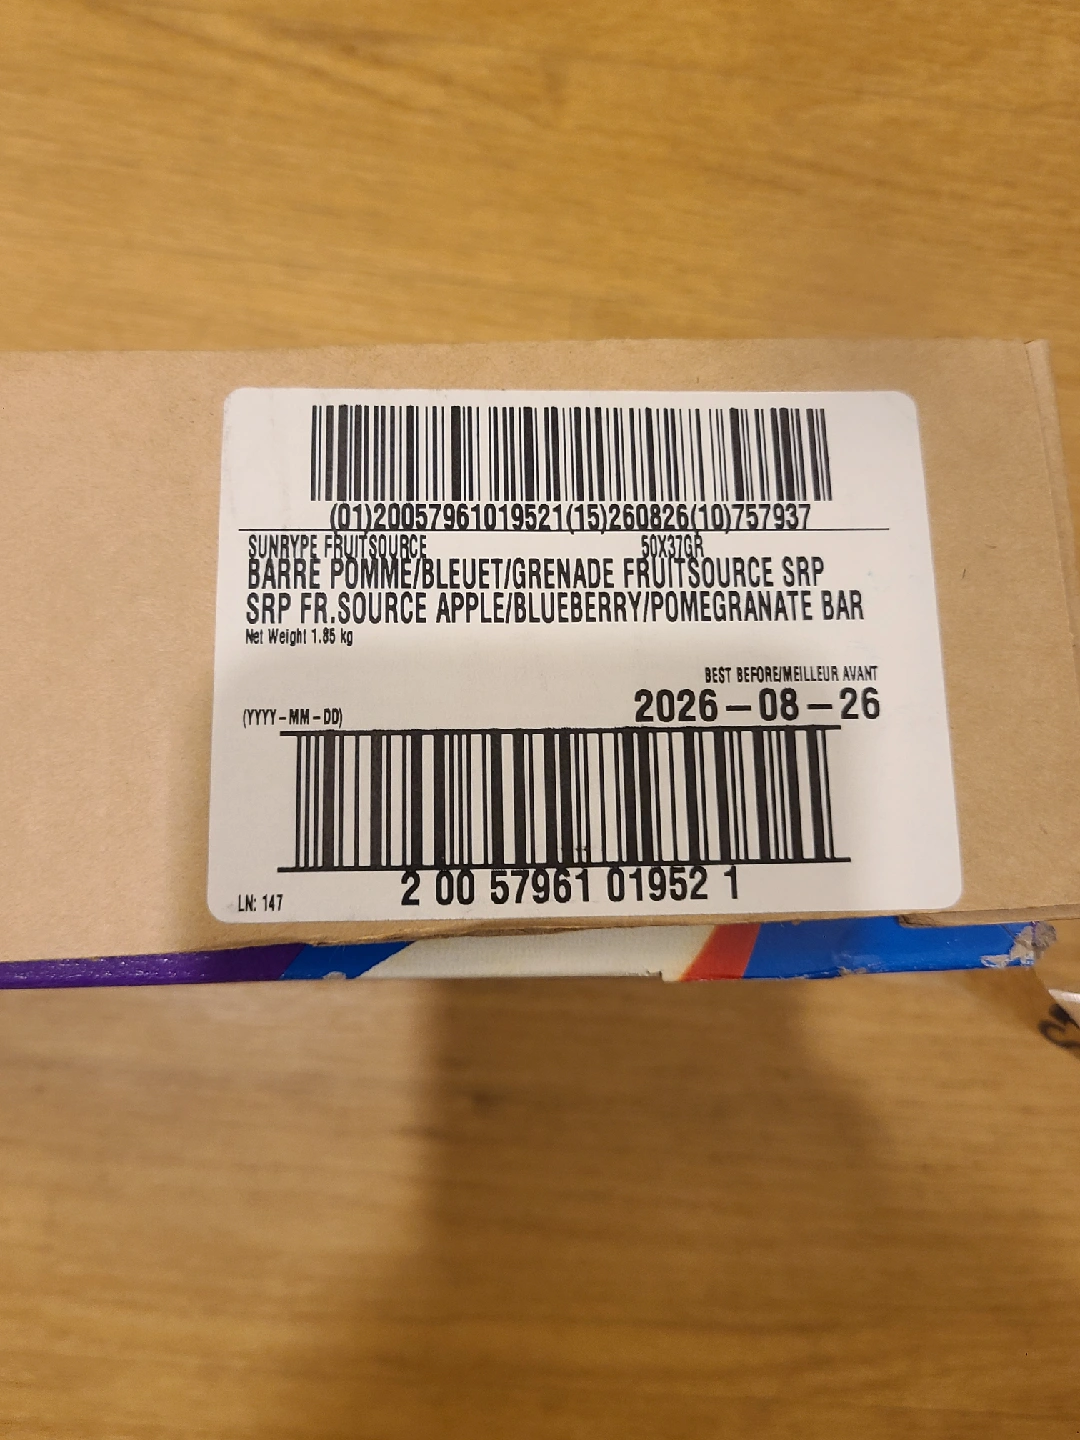 (01)20057961019521(15)260826(10)757937
SUNRYPE FRUITSOURCE 50X37GR
BARRE POMME/BLEUET/GRENADE FRUITSOURCE SRP
SRP FR.SOURCE APPLE/BLUEBERRY/POMEGRANATE BAR
Net Weight 1.85 kg
BEST BEFORE/MEILLEUR AVANT
(YYYY-MM-DD) 2026-08-26
2 00 57961 01952 1
LN: 147